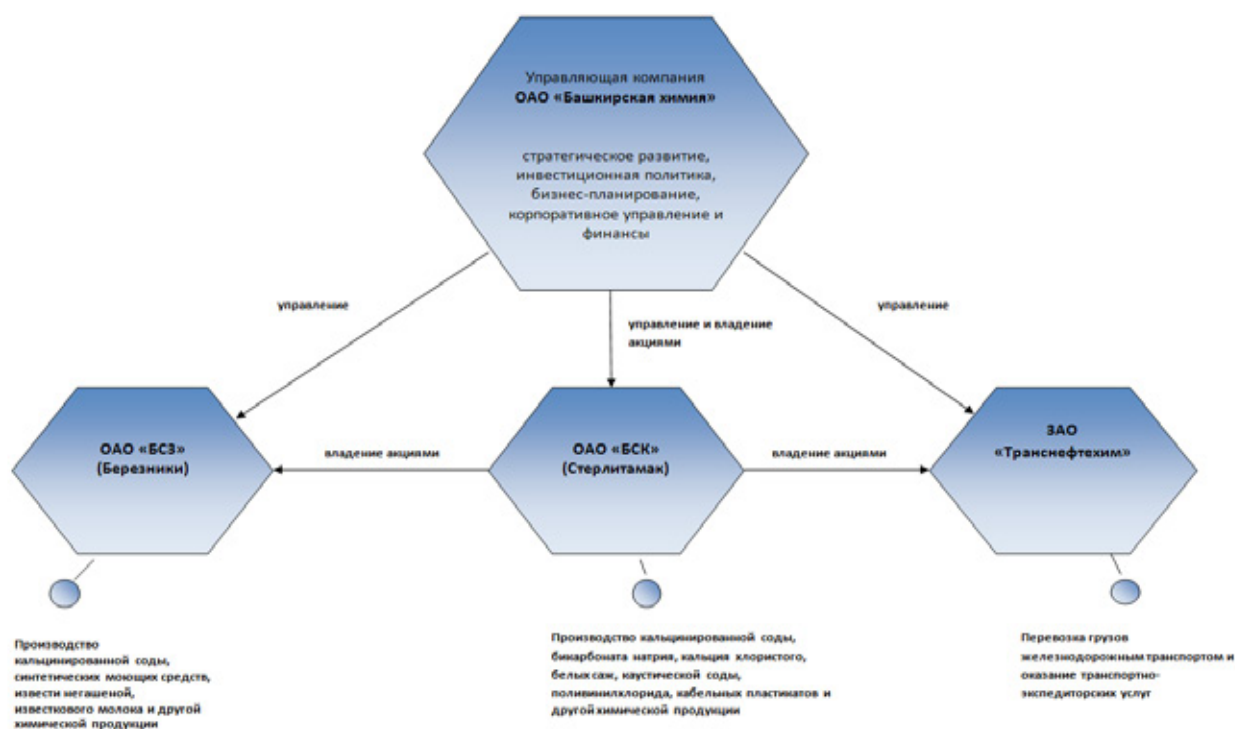 Управляющая компания
ОАО «Башкирская химия»
стратегическое развитие,
инвестиционная политика,
бизнес-планирование,
корпоративное управление и
финансы
управление
управление и владение
акциями
управление
ОАО «БСЗ»
(Березники)
владение акциями
ОАО «БСК»
(Стерлитамак)
владение акциями
ЗАО
«Транснефтехим»
Производство
кальцинированной соды,
синтетических моющих средств,
извести негашеной,
известкового молока и другой
химической продукции
Производство кальцинированной соды,
бикарбоната натрия, кальция хлористого,
белых саж, каустической соды,
поливинилхлорида, кабельных пластикатов и
другой химической продукции
Перевозка грузов
железнодорожным транспортом и
оказание транспортно-
экспедиторских услуг